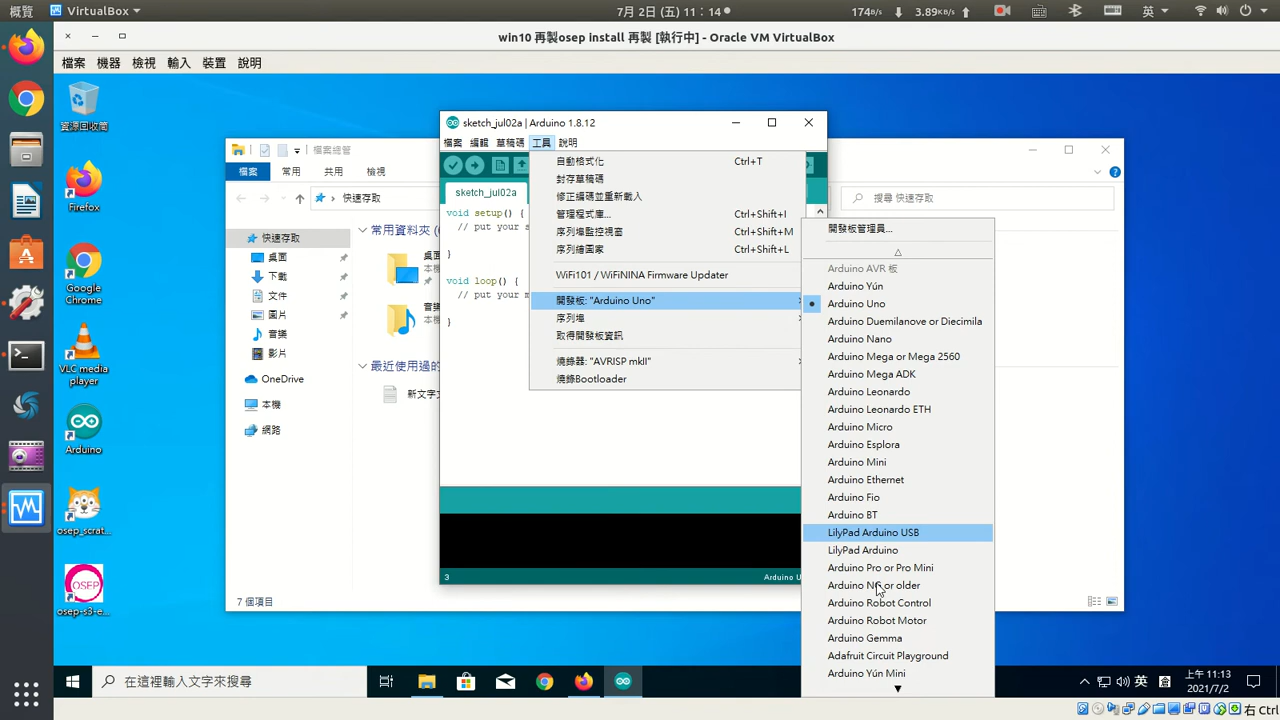 概覽
VirtualBox
7月 2日 (五) 11∶14
174B/s
3.89KB/s
英
win10 再製osep install 再製 [執行中] - Oracle VM VirtualBox
檔案 機器 檢視 輸入 裝置 說明
資源回收筒
Firefox
Google
Chrome
VLC media
player
Arduino
osep_scrat...
osep-s3-e...
檔案總管
檔案 常用 共用 檢視
快速存取
搜尋 快速存取
快速存取
桌面
下載
文件
圖片
音樂
影片
OneDrive
本機
網路
常用資料夾 (
桌面
本機
音樂
本機
最近使用過的
新文字文
7 個項目
sketch_jul02a | Arduino 1.8.12
檔案 編輯 草稿碼 工具 說明
sketch_jul02a
void setup() {
// put your s
}
void loop() {
// put your m
}
3
Arduino U
自動格式化 Ctrl+T
封存草稿碼
修正編碼並重新載入
管理程式庫... Ctrl+Shift+I
序列埠監控視窗 Ctrl+Shift+M
序列繪圖家 Ctrl+Shift+L
WiFi101 / WiFiNINA Firmware Updater
開發板: "Arduino Uno"
序列埠
取得開發板資訊
燒錄器: "AVRISP mkII"
燒錄Bootloader
開發板管理員...
Arduino AVR 板
Arduino Yún
Arduino Uno
Arduino Duemilanove or Diecimila
Arduino Nano
Arduino Mega or Mega 2560
Arduino Mega ADK
Arduino Leonardo
Arduino Leonardo ETH
Arduino Micro
Arduino Esplora
Arduino Mini
Arduino Ethernet
Arduino Fio
Arduino BT
LilyPad Arduino USB
LilyPad Arduino
Arduino Pro or Pro Mini
Arduino NG or older
Arduino Robot Control
Arduino Robot Motor
Arduino Gemma
Adafruit Circuit Playground
Arduino Yún Mini
在這裡輸入文字來搜尋
英
上午 11:13
2021/7/2
右 Ctrl